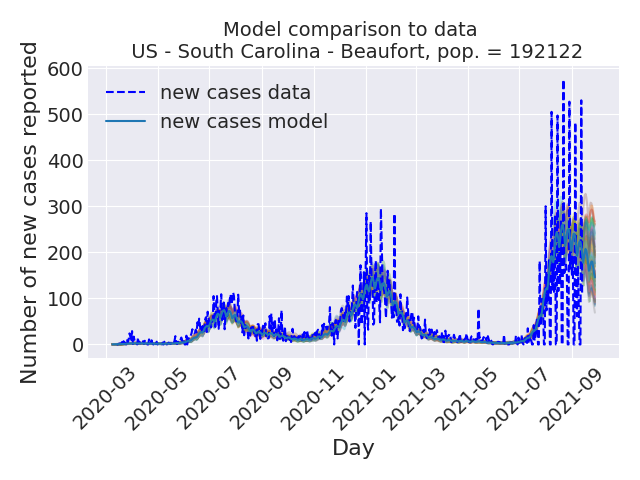 Model comparison to data
US - South Carolina - Beaufort, pop. = 192122
Number of new cases reported
600
500
400
300
200
100
0
new cases data
new cases model
2020-03
2020-05
2020-07
2020-09
2020-11
2021-01
2021-03
2021-05
2021-07
2021-09
Day